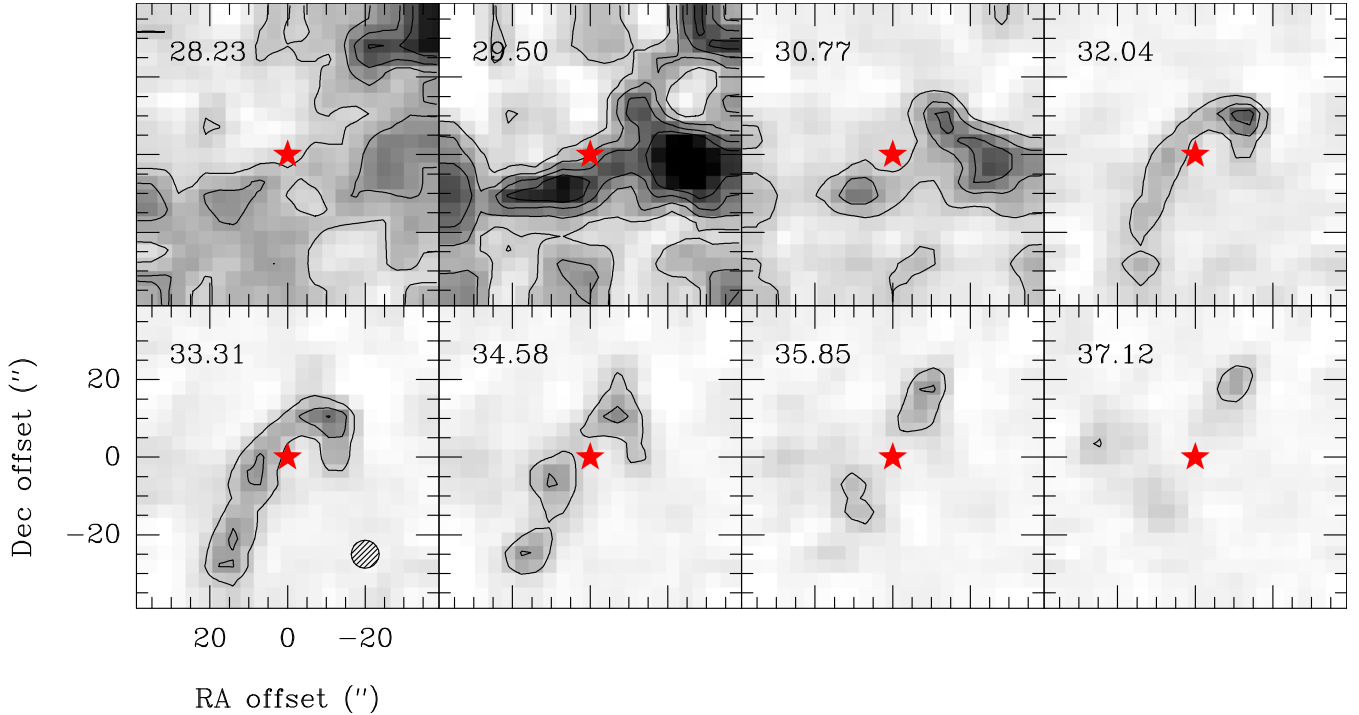 28.23 29.50 30.77 32.04
33.31 34.58 35.85 37.12
20
0
−20
Dec offset (")
20 0 −20
RA offset (")